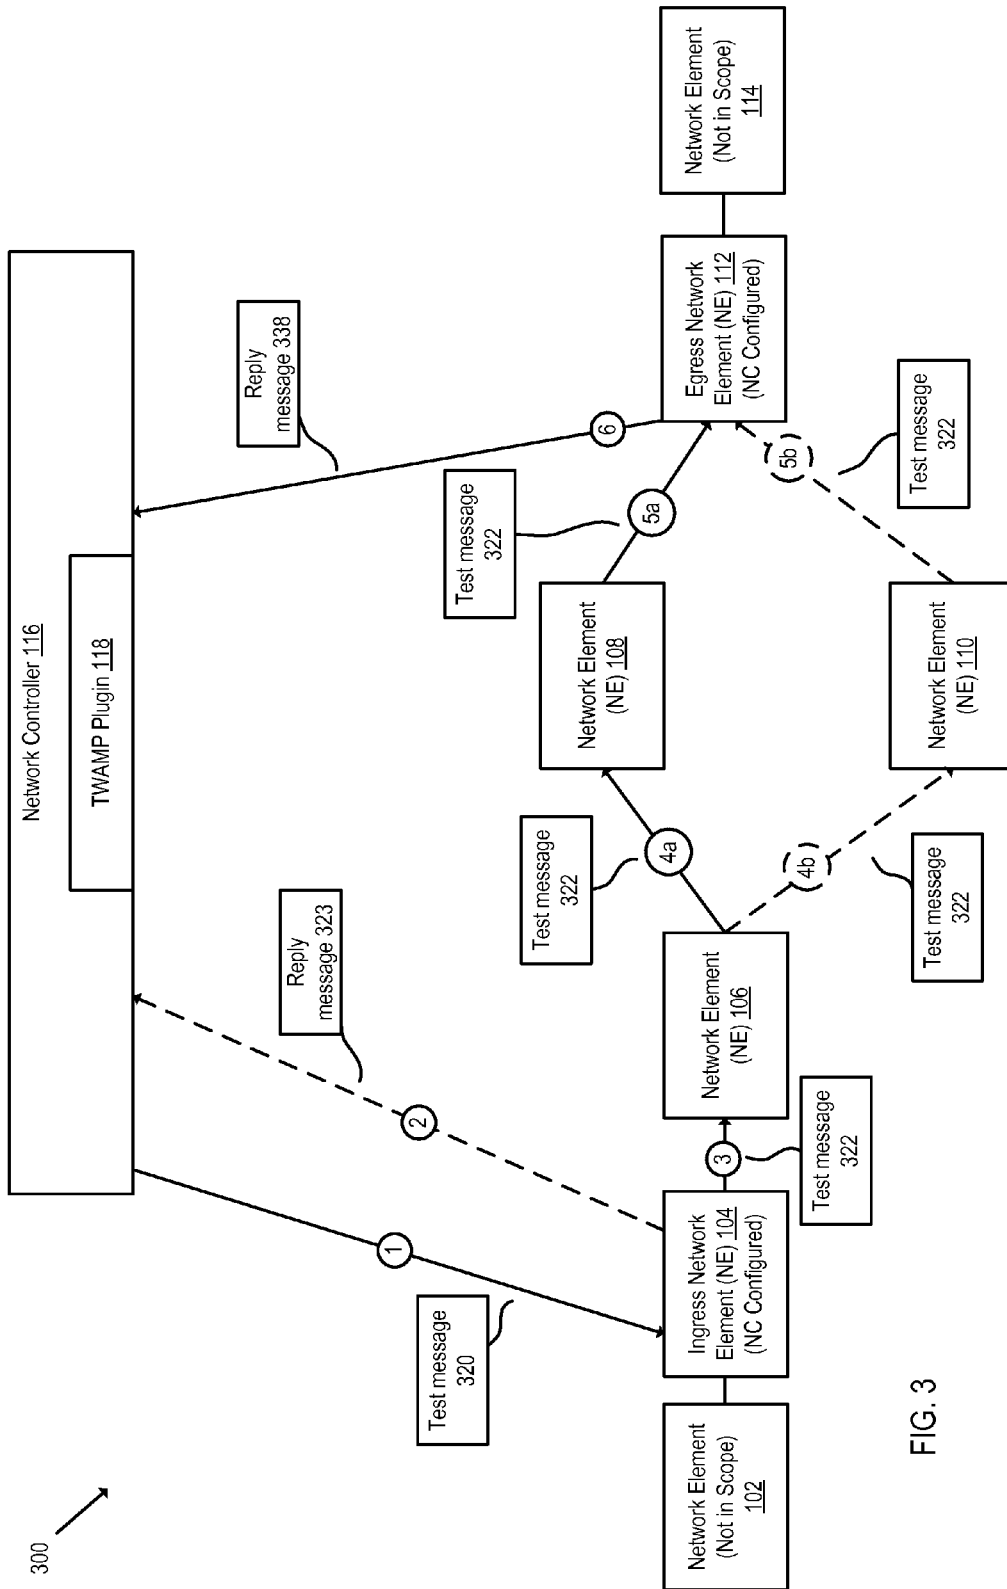 300
Network Controller 116
TWAMP Plugin 118
Test message
320
1
Reply
message 323
2
Reply
message 338
6
Network Element
(Not in Scope)
102
Ingress Network
Element (NE) 104
(NC Configured)
3
Test message
322
Network Element
(NE) 106
Test message
322
4a
4b
Test message
322
Network Element
(NE) 108
Network Element
(NE) 110
Test message
322
5a
5b
Test message
322
Egress Network
Element (NE) 112
(NC Configured)
Network Element
(Not in Scope)
114
FIG. 3